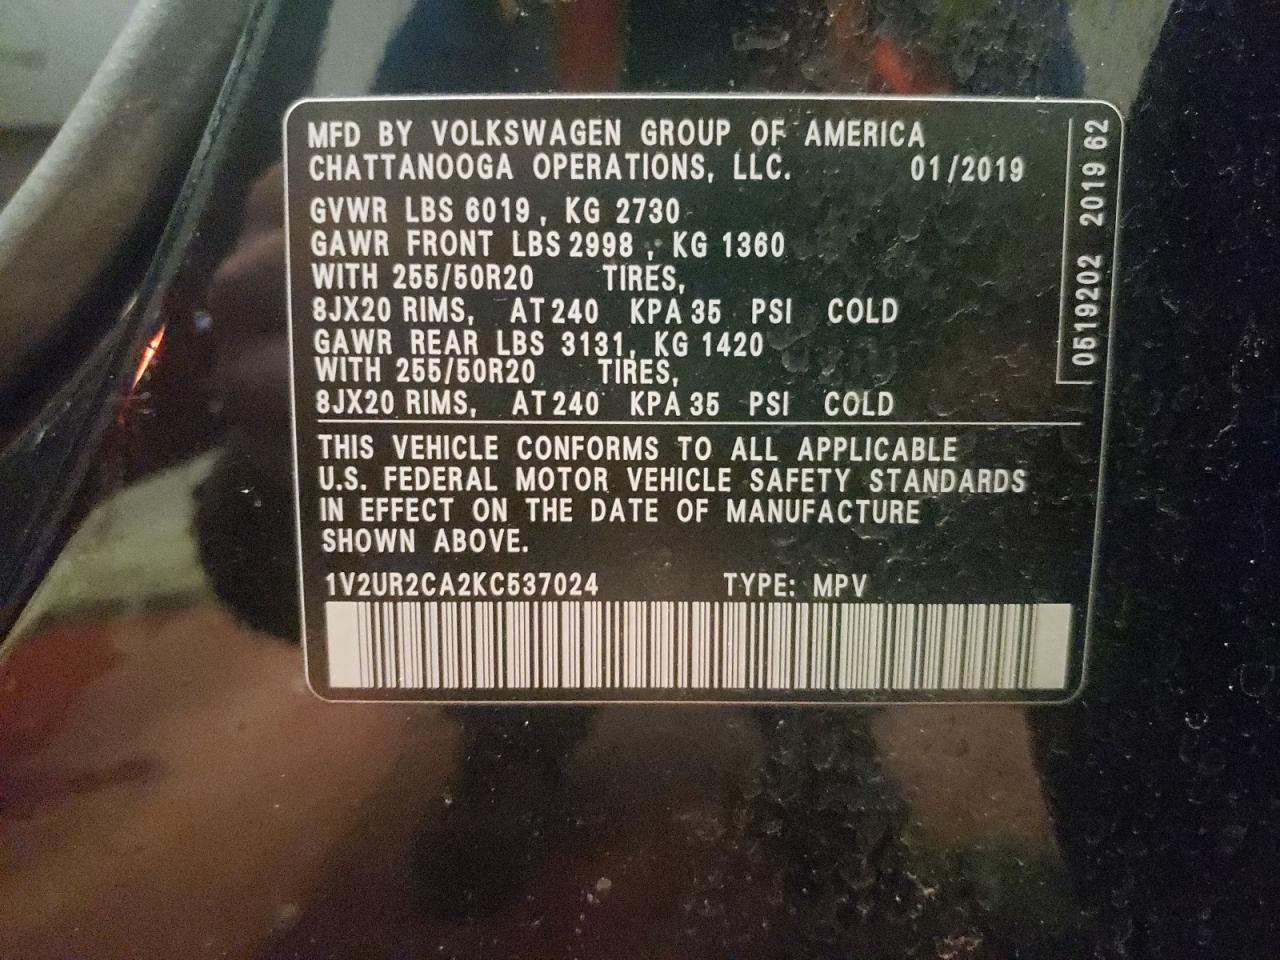 MFD BY VOLKSWAGEN GROUP OF AMERICA
CHATTANOOGA OPERATIONS, LLC. 01/2019
GVWR LBS 6019, KG 2730
GAWR FRONT LBS 2998, KG 1360
WITH 255/50R20 TIRES,
8JX20 RIMS, AT 240 KPA 35 PSI COLD
GAWR REAR LBS 3131, KG 1420
WITH 255/50R20 TIRES,
8JX20 RIMS, AT 240 KPA 35 PSI COLD
THIS VEHICLE CONFORMS TO ALL APPLICABLE
U.S. FEDERAL MOTOR VEHICLE SAFETY STANDARDS
IN EFFECT ON THE DATE OF MANUFACTURE
SHOWN ABOVE.
1V2UR2CA2KC537024 TYPE: MPV
0519202 2019 62